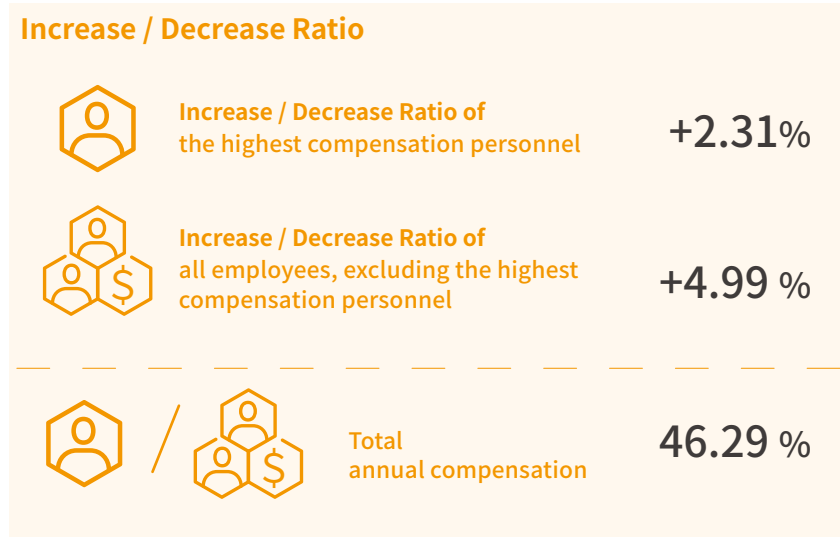 Increase / Decrease Ratio
Increase / Decrease Ratio of
the highest compensation personnel
+2.31%
Increase / Decrease Ratio of
all employees, excluding the highest
compensation personnel
+4.99 %
$
Total
annual compensation
46.29 %
$